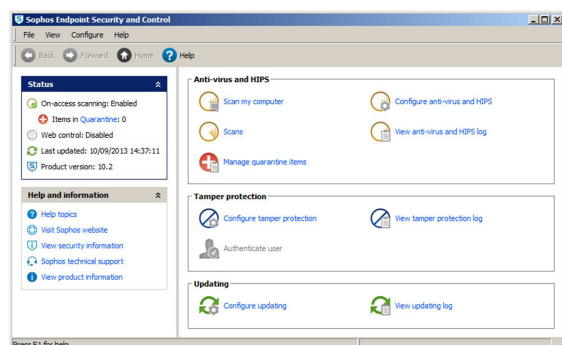 Sophos Endpoint Security and Control
File View Configure Help
Back Forward Home Help
Status
On-access scanning: Enabled
Items in Quarantine: 0
Web control: Disabled
Last updated: 10/09/2013 14:37:11
Product version: 10.2
Help and information
Help topics
Visit Sophos website
View security information
Sophos technical support
View product information
Anti-virus and HIPS
Scan my computer
Configure anti-virus and HIPS
Scans
View anti-virus and HIPS log
Manage quarantine items
Tamper protection
Configure tamper protection
View tamper protection log
Authenticate user
Updating
Configure updating
View updating log
Press F1 for help